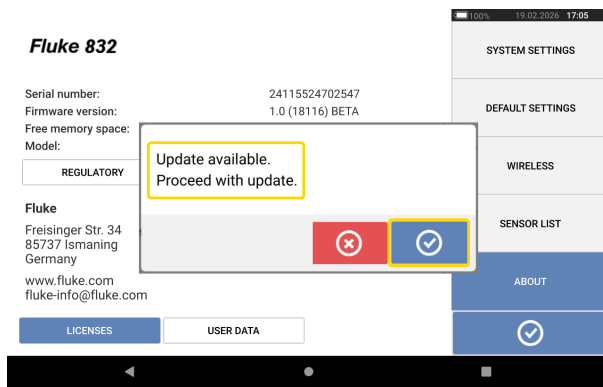 100% 19.02.2026 17:05
Fluke 832
SYSTEM SETTINGS
Serial number: 24115524702547
Firmware version: 1.0 (18116) BETA
DEFAULT SETTINGS
Free memory space:
Model:
Update available.
Proceed with update.
REGULATORY
WIRELESS
Fluke
Freisinger Str. 34
85737 Ismaning
Germany
SENSOR LIST
www.fluke.com
fluke-info@fluke.com
ABOUT
LICENSES
USER DATA